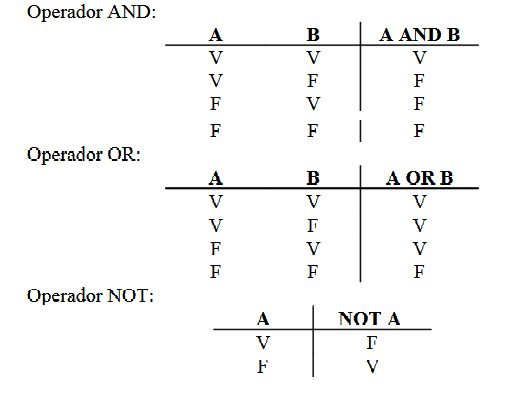 Operador AND:
A B A AND B
V V V
V F F
F V F
F F F
Operador OR:
A B A OR B
V V V
V F V
F V V
F F F
Operador NOT:
A NOT A
V F
F V